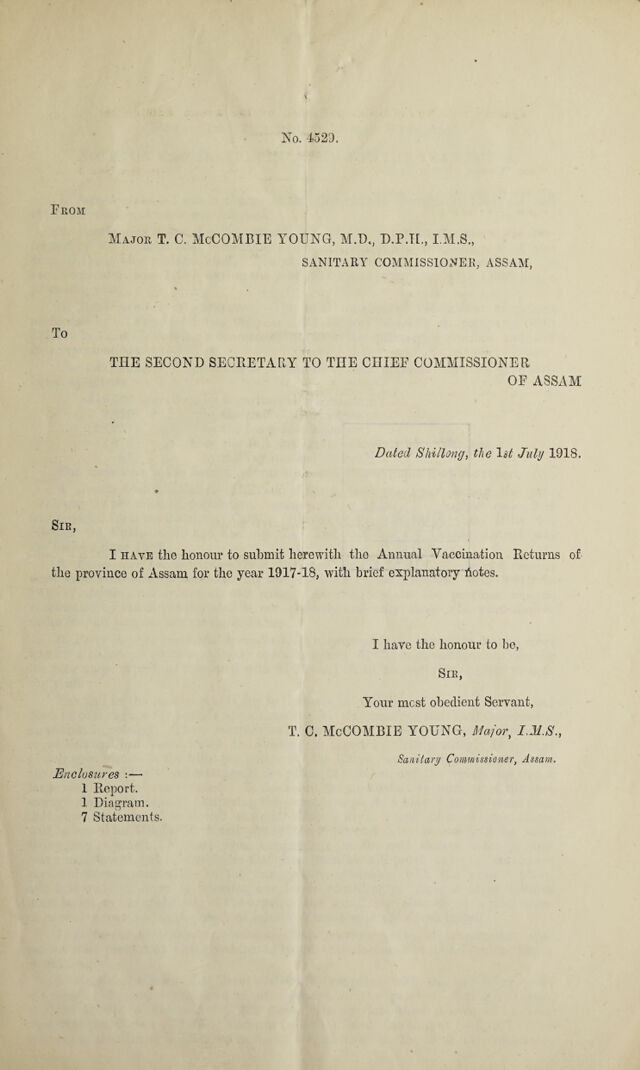 No. 4529.
FROM
MAJOR T. C. McCOMBIE YOUNG, M.D., D.P.H., I.M.S.,
SANITARY COMMISSIONER, ASSAM,
To
THE SECOND SECRETARY TO THE CHIEF COMMISSIONER
OF ASSAM
Dated Shillong, the 1st July 1918.
SIR,
I HAVE the honour to submit herewith the Annual Vaccination Returns of
the province of Assam for the year 1917-18, with brief explanatory notes.
I have the honour to be,
SIR,
Your most obedient Servant,
T. C. McCOMBIE YOUNG, Major, I.M.S.,
Sanitary Commissioner, Assam.
Enclosures :—
1 Report.
1 Diagram.
7 Statements.